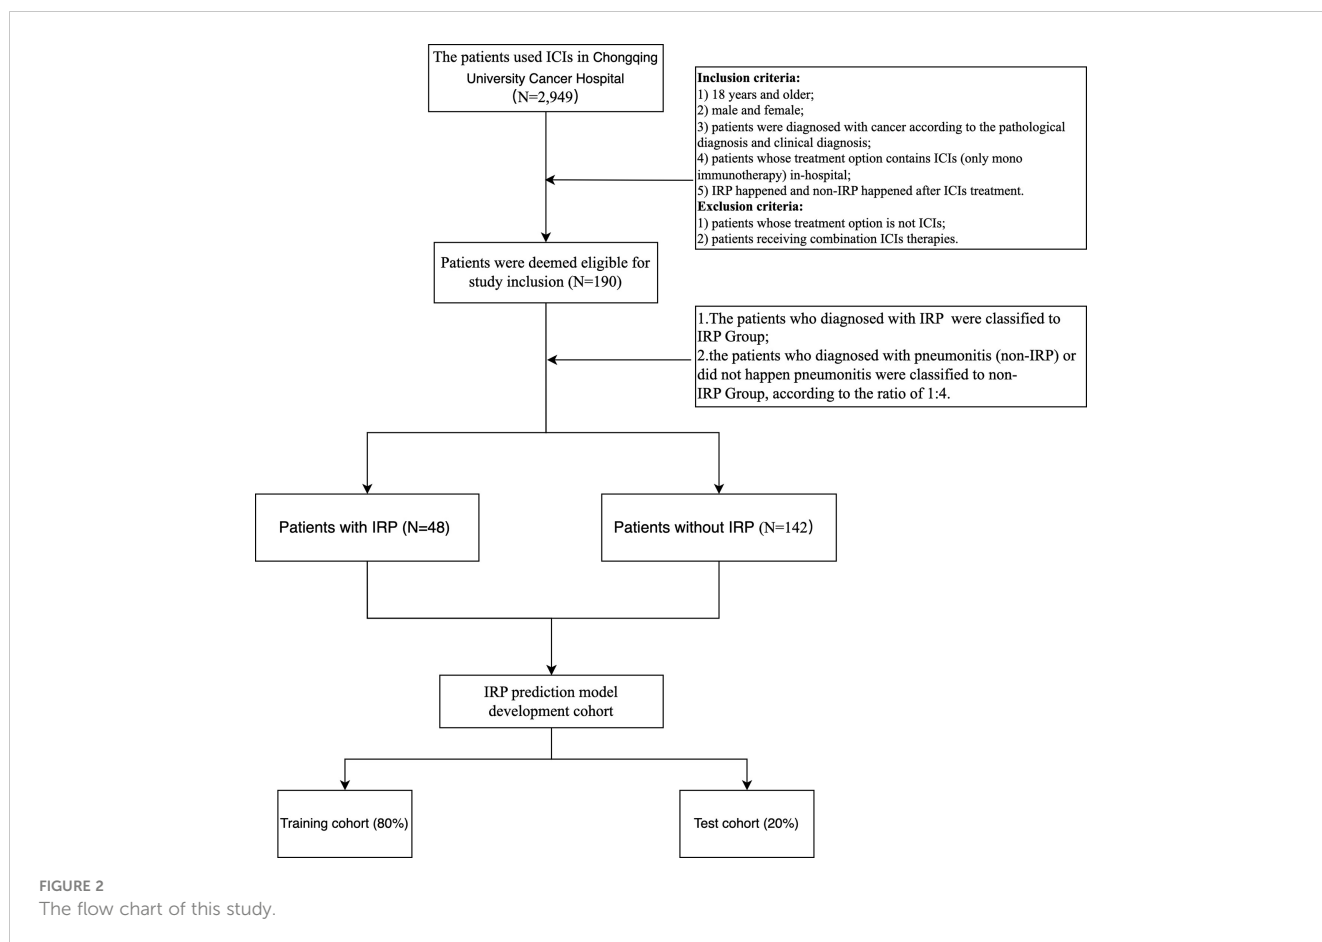 The patients used ICIs in Chongqing
University Cancer Hospital
(N=2,949)
Inclusion criteria:
1) 18 years and older;
2) male and female;
3) patients were diagnosed with cancer according to the pathological
diagnosis and clinical diagnosis;
4) patients whose treatment option contains ICIs (only mono
immunotherapy) in-hospital;
5) IRP happened and non-IRP happened after ICIs treatment.
Exclusion criteria:
1) patients whose treatment option is not ICIs;
2) patients receiving combination ICIs therapies.
Patients were deemed eligible for
study inclusion (N=190)
1.The patients who diagnosed with IRP were classified to
IRP Group;
2.the patients who diagnosed with pneumonitis (non-IRP) or
did not happen pneumonitis were classified to non-
IRP Group, according to the ratio of 1:4.
Patients with IRP (N=48)
Patients without IRP (N=142)
IRP prediction model
development cohort
Training cohort (80%)
Test cohort (20%)
FIGURE 2
The flow chart of this study.